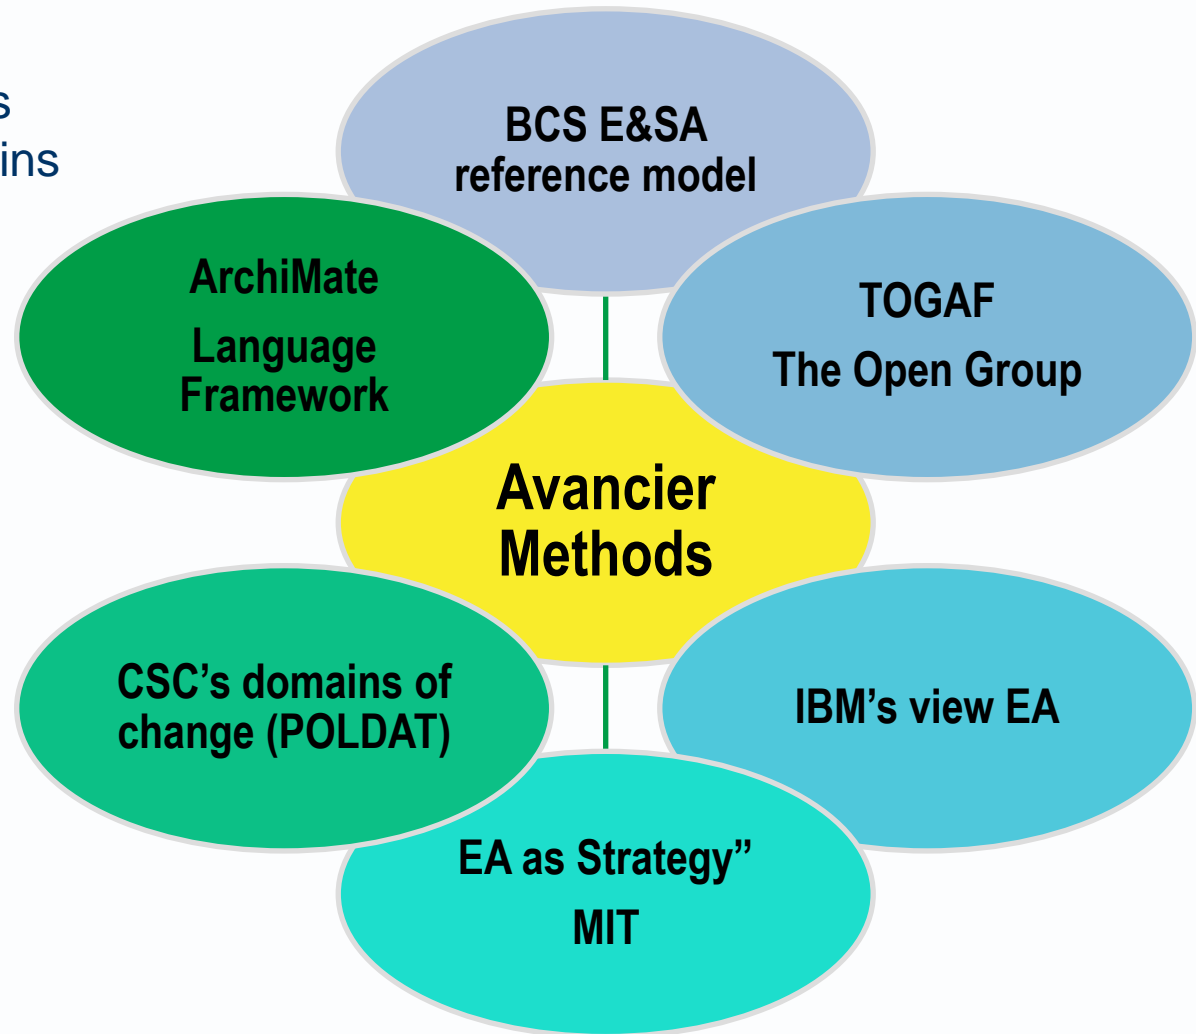 s
ins
BCS E&SA
reference model
ArchiMate
Language
Framework
TOGAF
The Open Group
Avancier
Methods
CSC’s domains of
change (POLDAT)
IBM’s view EA
EA as Strategy”
MIT